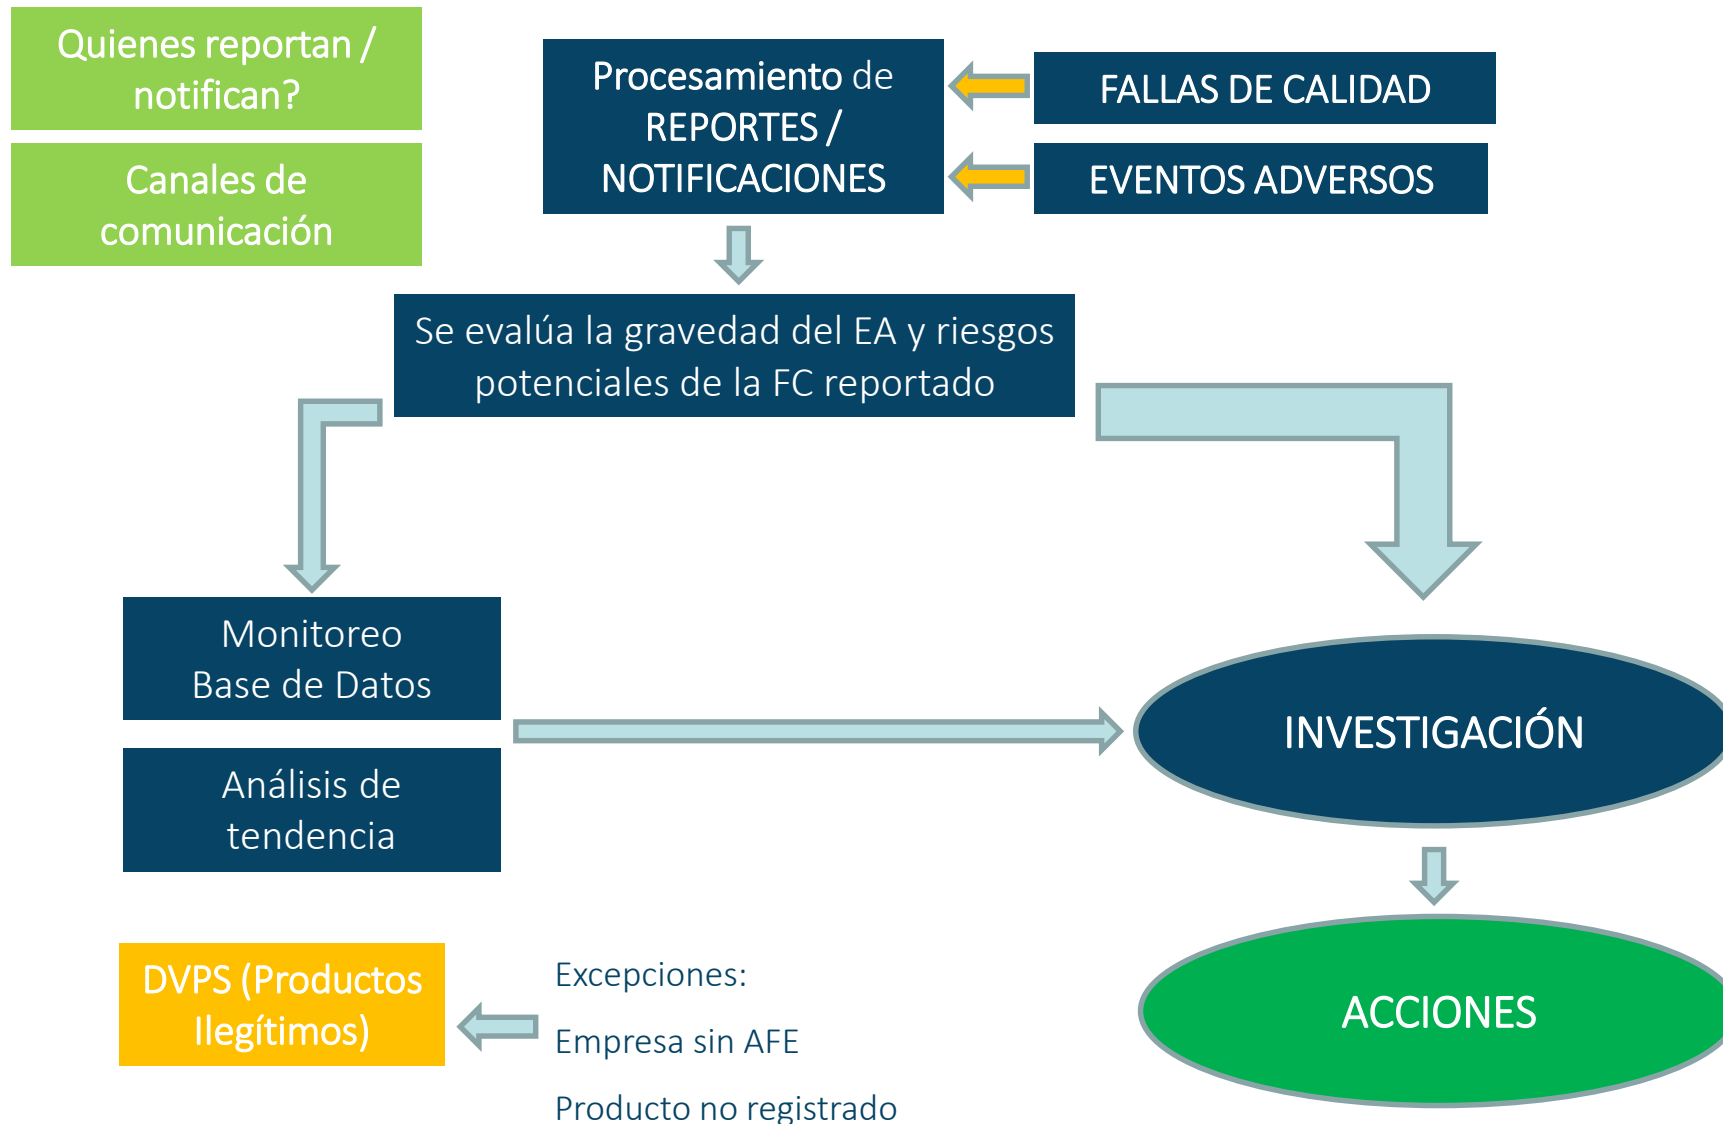 Quienes reportan /
notifican?
Canales de
comunicación
Procesamiento de
REPORTES /
NOTIFICACIONES
FALLAS DE CALIDAD
EVENTOS ADVERSOS
Se evalúa la gravedad del EA y riesgos
potenciales de la FC reportado
Monitoreo
Base de Datos
Análisis de
tendencia
INVESTIGACIÓN
DVPS (Productos
Ilegítimos)
Excepciones:
Empresa sin AFE
Producto no registrado
ACCIONES